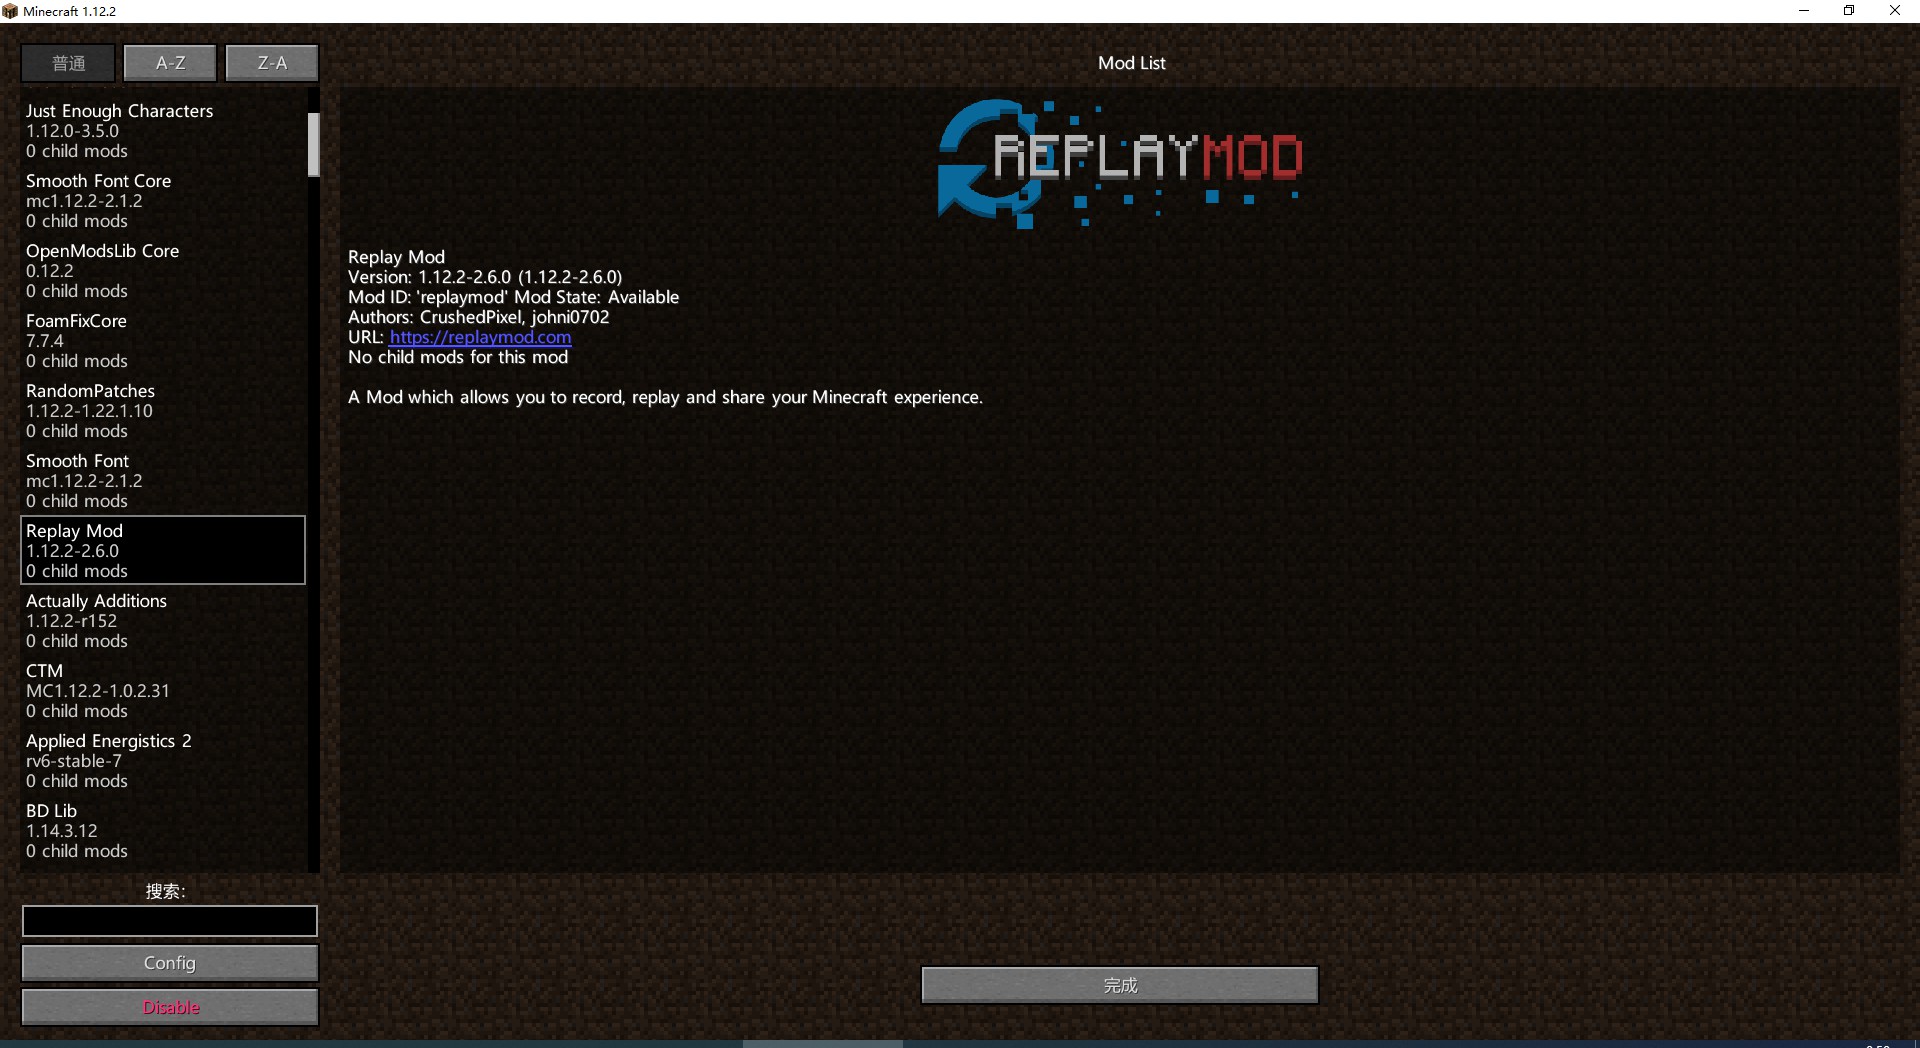 Minecraft 1.12.2
普通
A-Z
Z-A
Mod List
Just Enough Characters
1.12.0-3.5.0
0 child mods
Smooth Font Core
mc1.12.2-2.1.2
0 child mods
OpenModsLib Core
0.12.2
0 child mods
FoamFixCore
7.7.4
0 child mods
RandomPatches
1.12.2-1.22.1.10
0 child mods
Smooth Font
mc1.12.2-2.1.2
0 child mods
Replay Mod
1.12.2-2.6.0
0 child mods
Actually Additions
1.12.2-r152
0 child mods
CTM
MC1.12.2-1.0.2.31
0 child mods
Applied Energistics 2
rv6-stable-7
0 child mods
BD Lib
1.14.3.12
0 child mods
搜索:
Config
Disable
REPLAYMOD
Replay Mod
Version: 1.12.2-2.6.0 (1.12.2-2.6.0)
Mod ID: 'replaymod' Mod State: Available
Authors: CrushedPixel, johni0702
URL: https://replaymod.com
No child mods for this mod
A Mod which allows you to record, replay and share your Minecraft experience.
完成